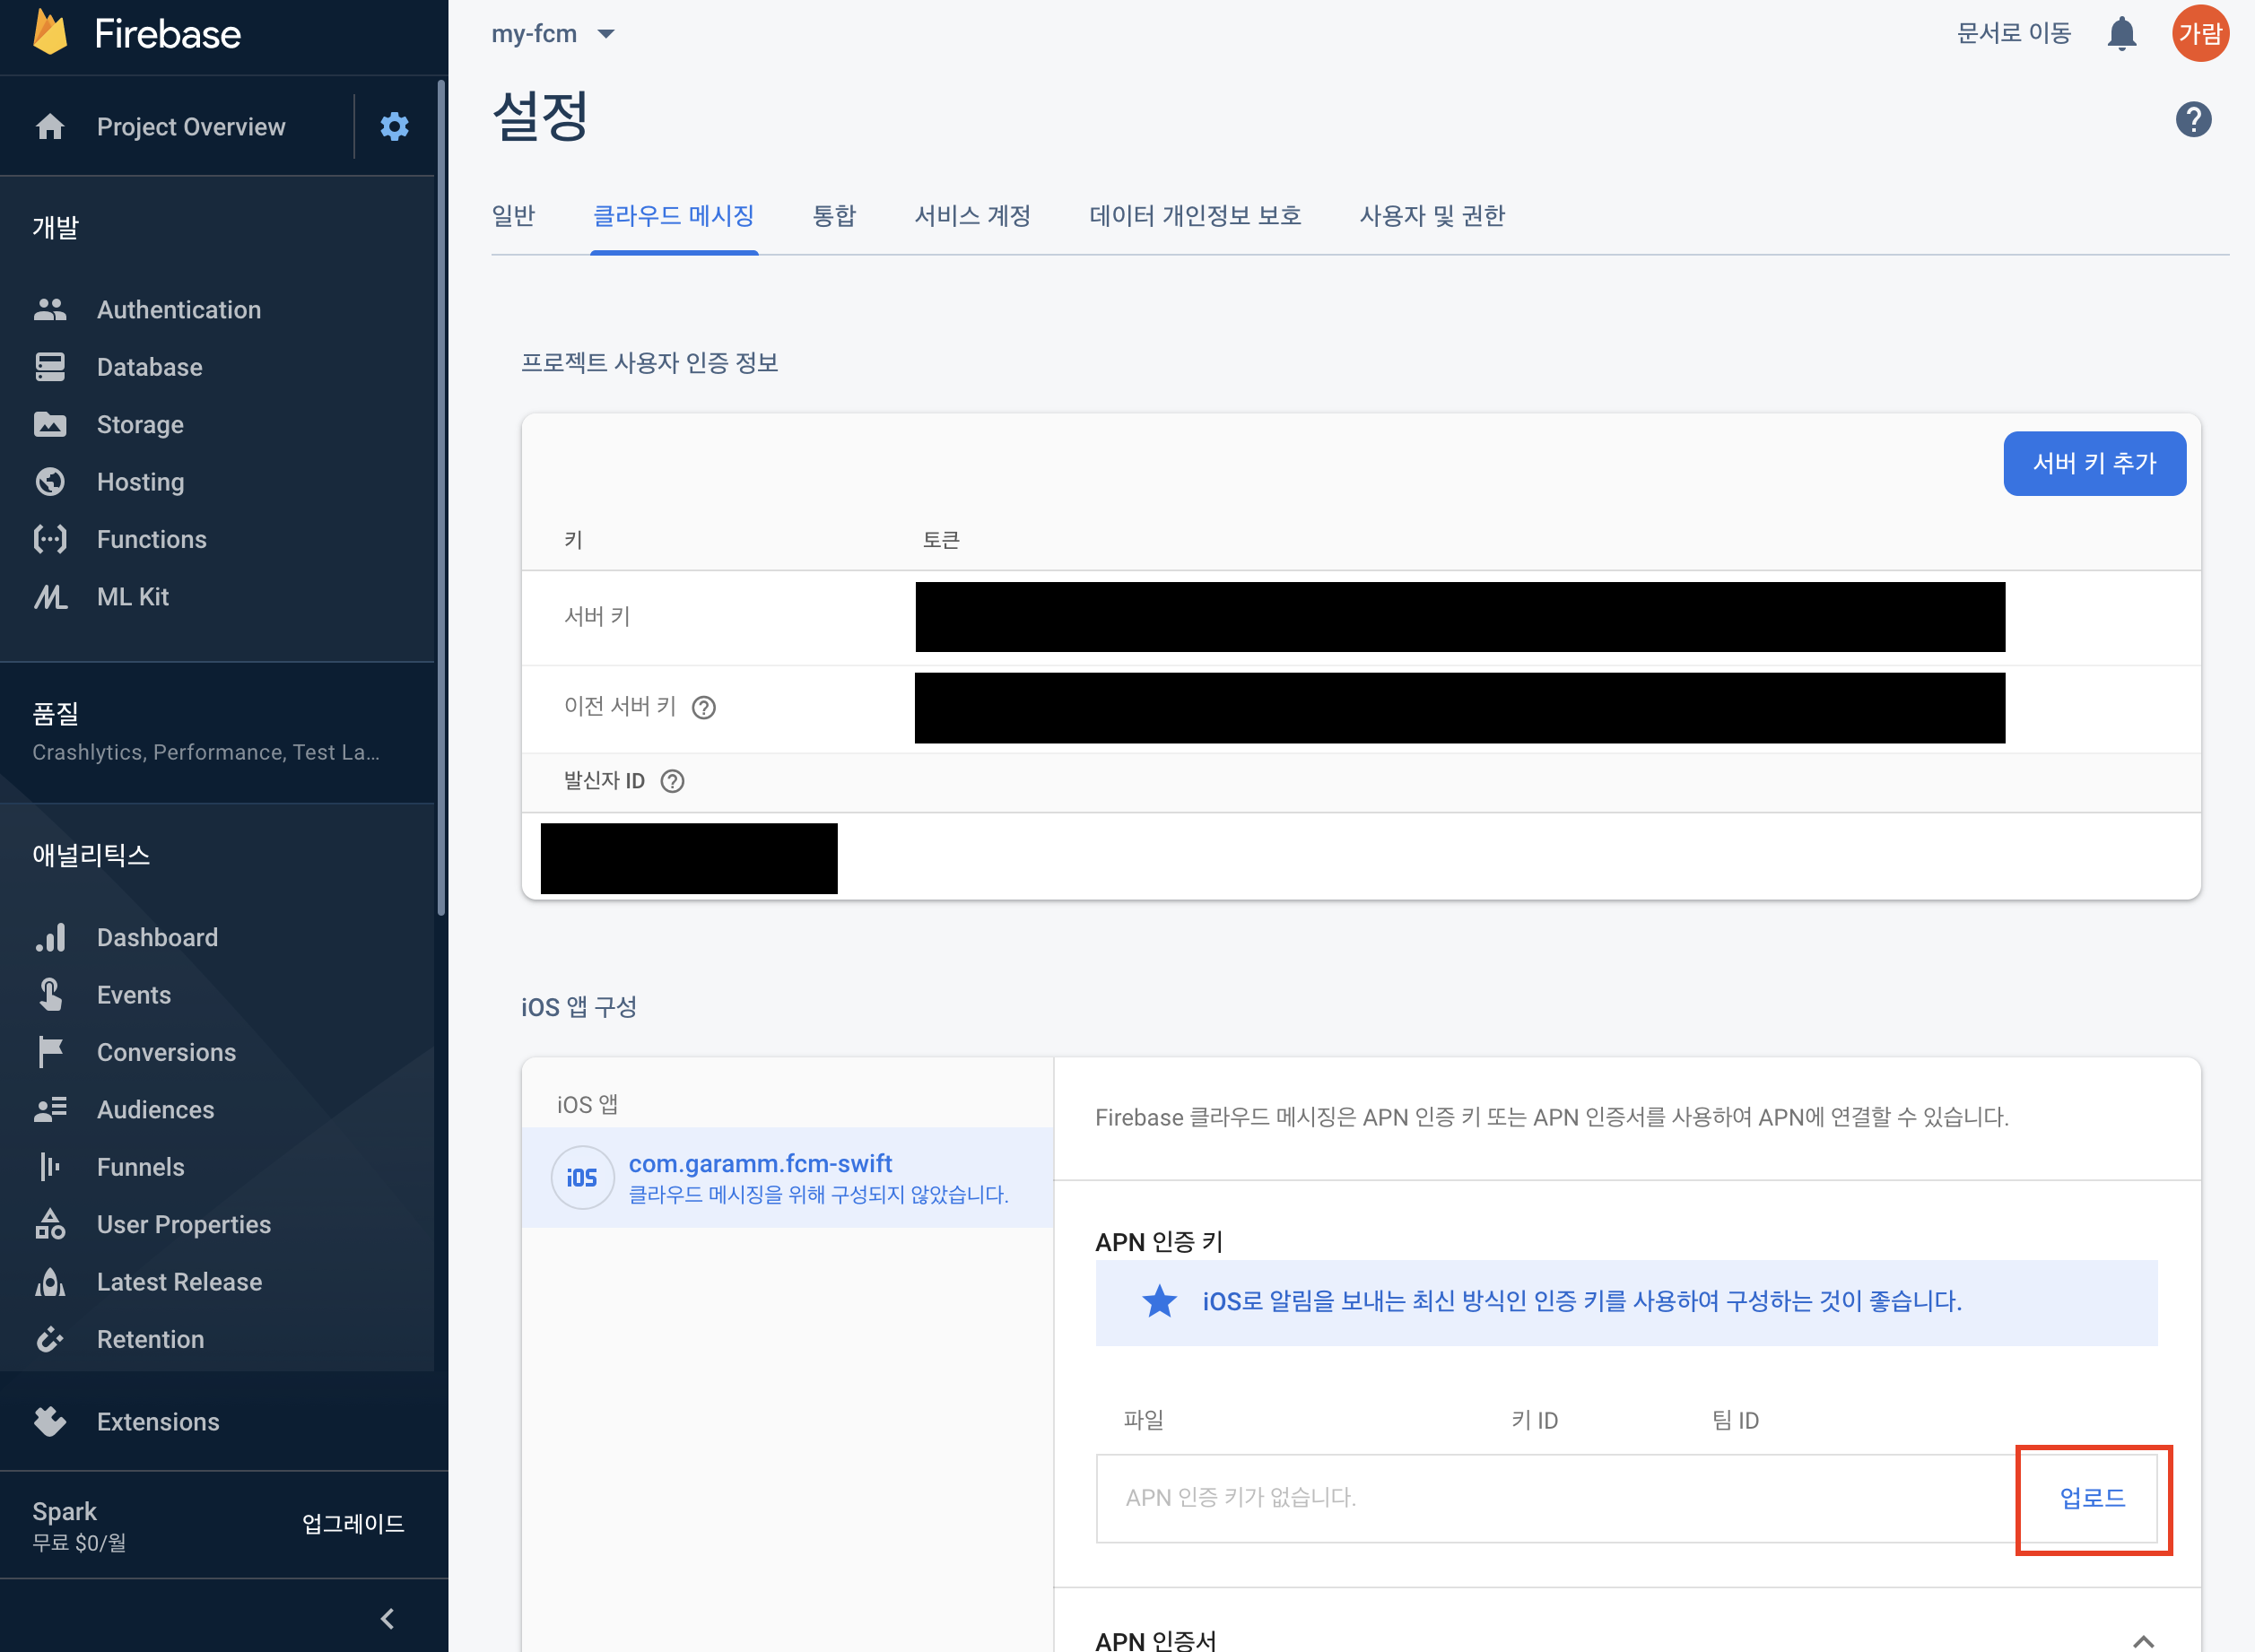 Firebase
Project Overview
개발
Authentication
Database
Storage
Hosting
Functions
ML Kit
품질
Crashlytics, Performance, Test La...
애널리틱스
Dashboard
Events
Conversions
Audiences
Funnels
User Properties
Latest Release
Retention
Extensions
Spark
무료 $0/월
업그레이드
my-fcm
문서로 이동
가람
설정
일반 클라우드 메시징 통합 서비스 계정 데이터 개인정보 보호 사용자 및 권한
프로젝트 사용자 인증 정보
서버 키 추가
키 토큰
서버 키
이전 서버 키
발신자 ID
iOS 앱 구성
iOS 앱
iOS
com.garamm.fcm-swift
클라우드 메시징을 위해 구성되지 않았습니다.
Firebase 클라우드 메시징은 APN 인증 키 또는 APN 인증서를 사용하여 APN에 연결할 수 있습니다.
APN 인증 키
iOS로 알림을 보내는 최신 방식인 인증 키를 사용하여 구성하는 것이 좋습니다.
파일 키 ID 팀 ID
APN 인증 키가 없습니다.
업로드
APN 인증서